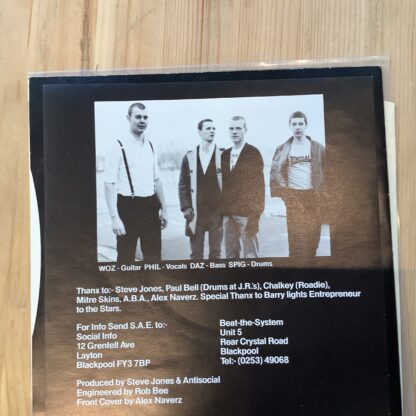 WOZ - Guitar PHIL - Vocals DAZ - Bass SPIG - Drums
Thanx to:- Steve Jones, Paul Bell (Drums at J.R.'s), Chalkey (Roadie),
Mitre Skins, A.B.A., Alex Naverz. Special Thanx to Barry lights Entrepreneur
to the Stars.
For Info Send S.A.E. to:-
Social Info
12 Grenfell Ave
Layton
Blackpool FY3 7BP
Beat-the-System
Unit 5
Rear Crystal Road
Blackpool
Tel:- (0253) 49068
Produced by Steve Jones & Antisocial
Engineered by Rob Bee
Front Cover by Alex Naverz